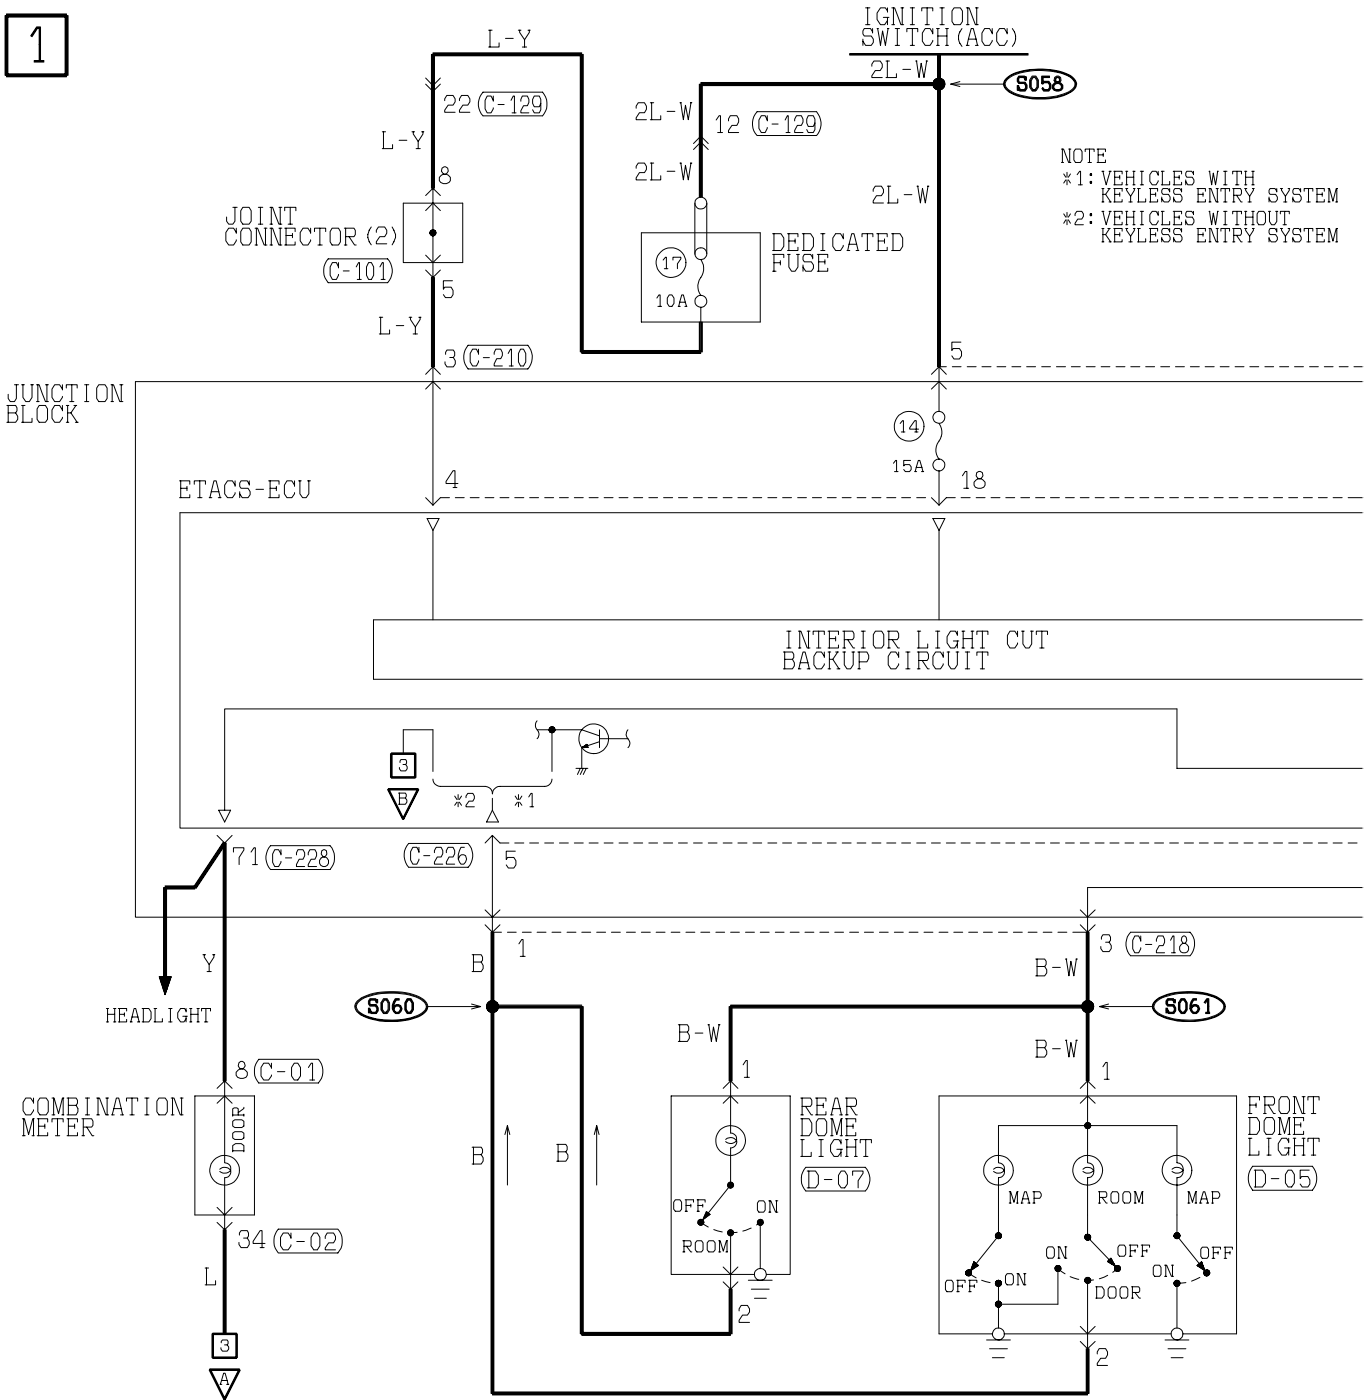 1
IGNITION
SWITCH(ACC)
L-Y
2L-W
S058
22 (C-129)
2L-W
12 (C-129)
L-Y
2L-W
2L-W
NOTE
*1: VEHICLES WITH
KEYLESS ENTRY SYSTEM
*2: VEHICLES WITHOUT
KEYLESS ENTRY SYSTEM
8
JOINT
CONNECTOR (2)
(C-101)
5
DEDICATED
FUSE
17
10A
L-Y
3 (C-210)
5
JUNCTION
BLOCK
14
15A
ETACS-ECU
4
18
INTERIOR LIGHT CUT
BACKUP CIRCUIT
3
B
*2
*1
71 (C-228)
(C-226)
5
1
3 (C-218)
Y
B
B-W
HEADLIGHT
S060
S061
B-W
B-W
8 (C-01)
1
1
COMBINATION
METER
DOOR
REAR
DOME
LIGHT
(D-07)
FRONT
DOME
LIGHT
(D-05)
B
B
MAP
ROOM
MAP
OFF
ON
ROOM
34 (C-02)
L
OFF
ON
ON
OFF
DOOR
ON
OFF
2
2
3
A